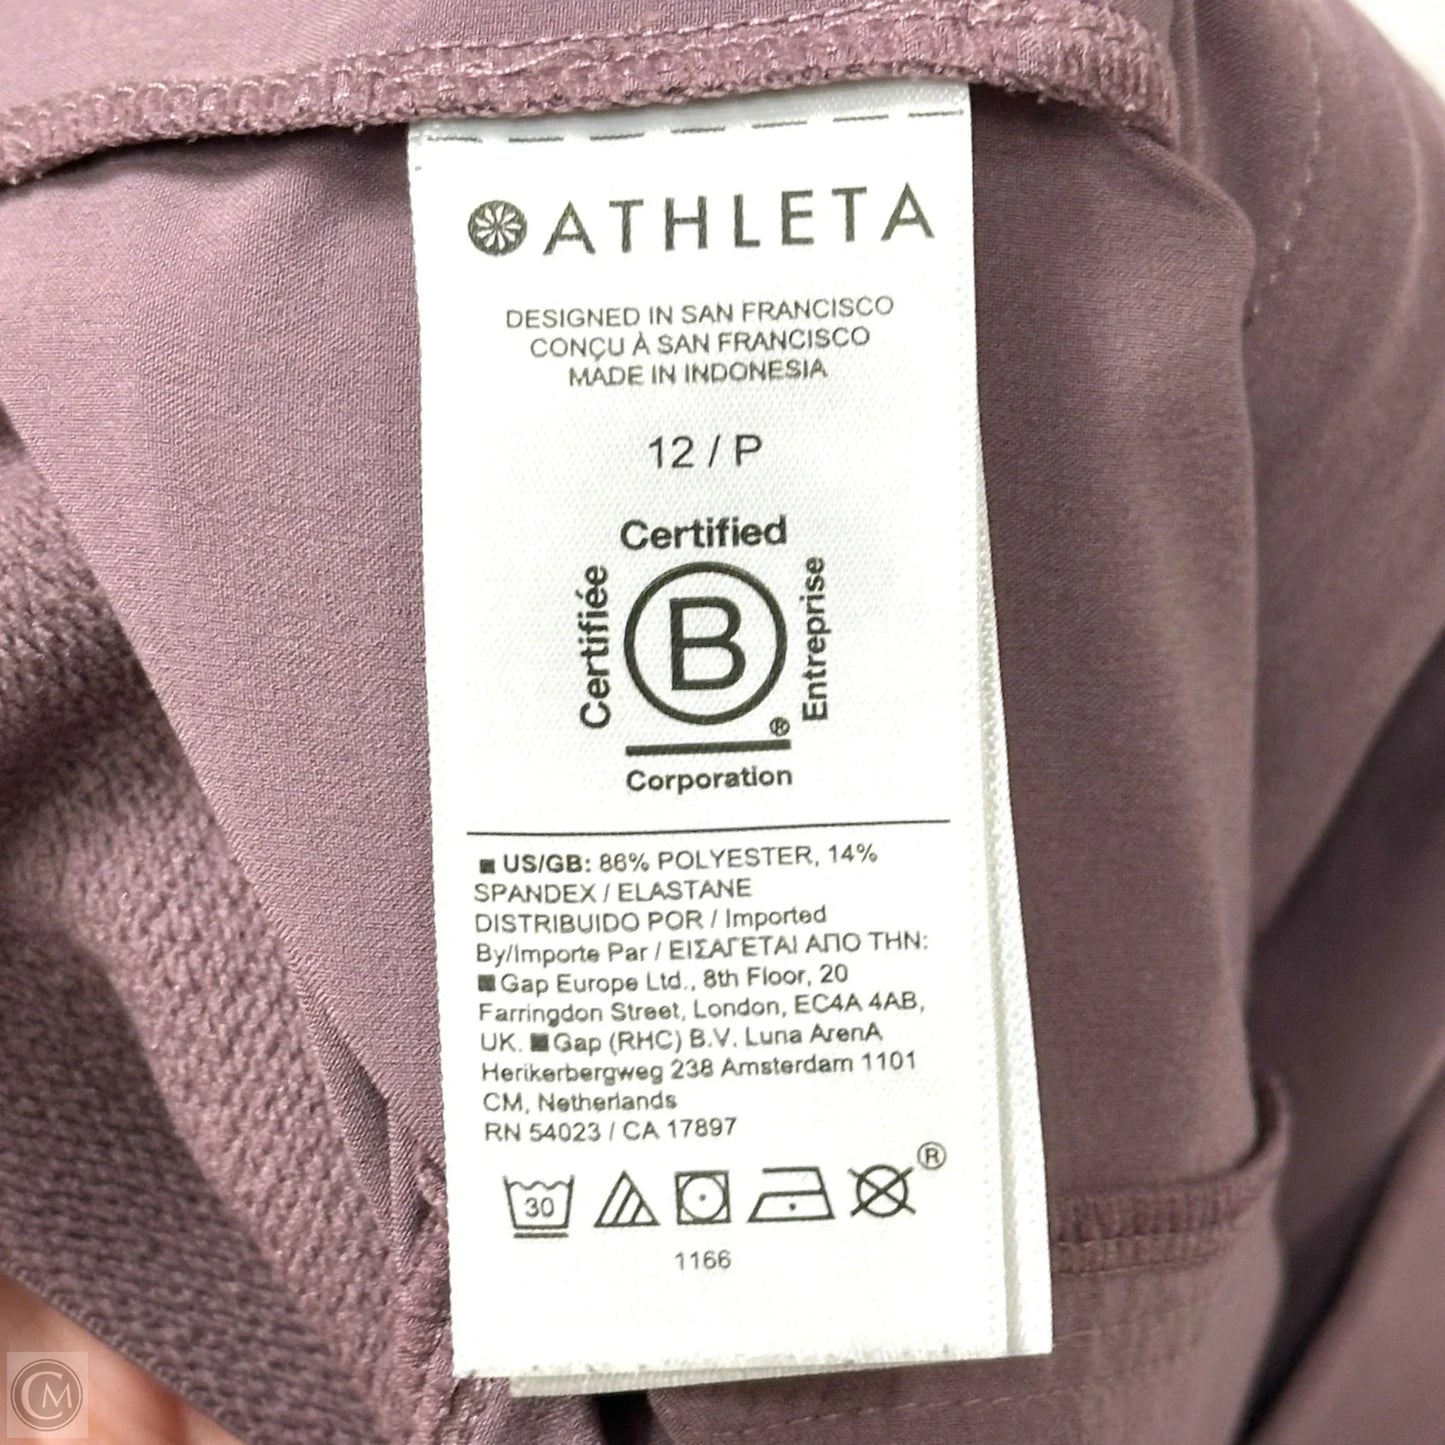 ATHLETA
DESIGNED IN SAN FRANCISCO
CONÇU À SAN FRANCISCO
MADE IN INDONESIA
12 / P
Certified
Certifiée
B
Entreprise
®
Corporation
US/GB: 86% POLYESTER, 14%
SPANDEX / ELASTANE
DISTRIBUIDO POR / Imported
By/Importe Par / ΕΙΣΑΓΕΤΑΙ ΑΠΟ ΤΗΝ:
Gap Europe Ltd., 8th Floor, 20
Farringdon Street, London, EC4A 4AB,
UK. Gap (RHC) B.V. Luna ArenA
Herikerbergweg 238 Amsterdam 1101
CM, Netherlands
RN 54023 / CA 17897
30
®
1166
CM